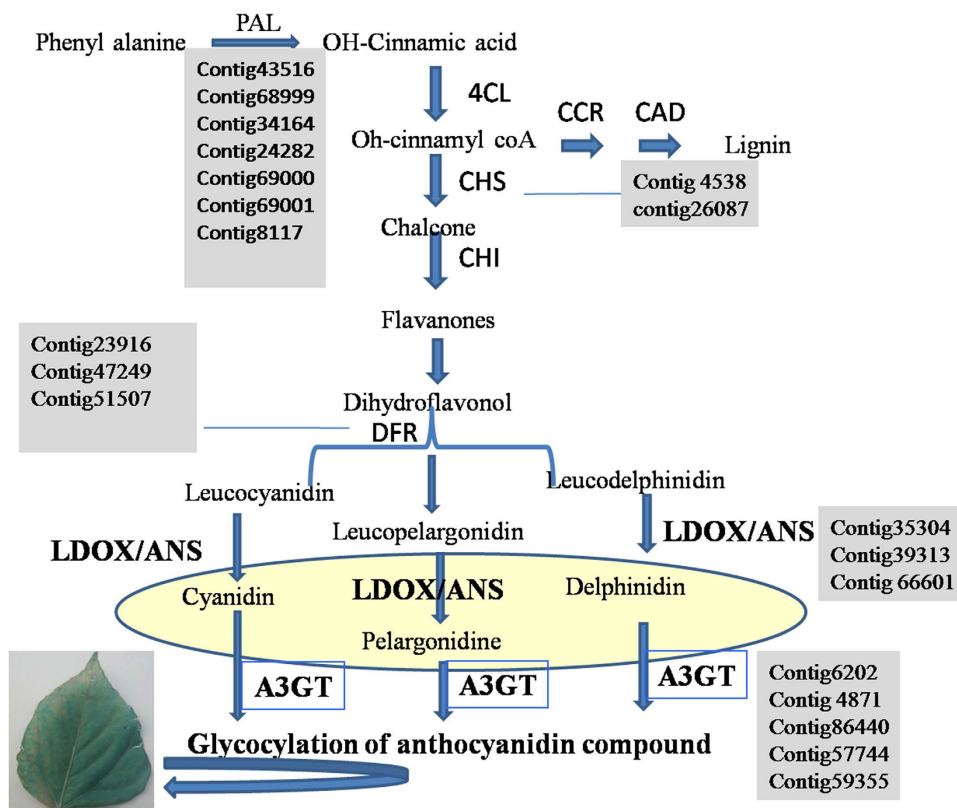 PAL
Phenyl alanine
OH-Cinnamic acid
Contig43516
Contig68999
Contig34164
Contig24282
Contig69000
Contig69001
Contig8117
4CL
CCR
CAD
Oh-cinnamyl coA
Lignin
CHS
Contig 4538
contig26087
Chalcone
CHI
Flavanones
Contig23916
Contig47249
Contig51507
Dihydroflavonol
DFR
Leucocyanidin
Leucopelargonidin
Leucodelphinidin
LDOX/ANS
LDOX/ANS
LDOX/ANS
Contig35304
Contig39313
Contig 66601
Cyanidin
Delphinidin
Pelargonidine
A3GT
A3GT
A3GT
Contig6202
Contig 4871
Contig86440
Contig57744
Contig59355
Glycocylation of anthocyanidin compound